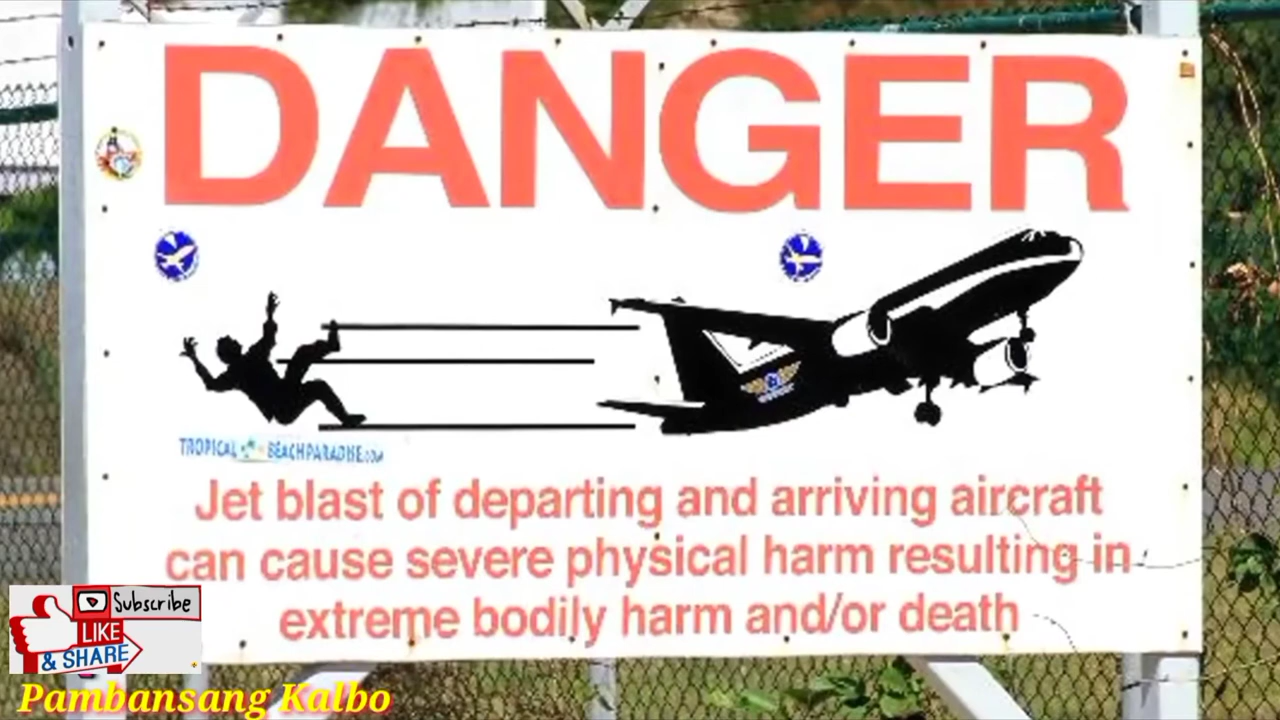 DANGER
TROPICAL BEACHPARADISE.COM
Jet blast of departing and arriving aircraft
can cause severe physical harm resulting in
extreme bodily harm and/or death
Subscribe
LIKE
& SHARE
Pambansang Kalbo